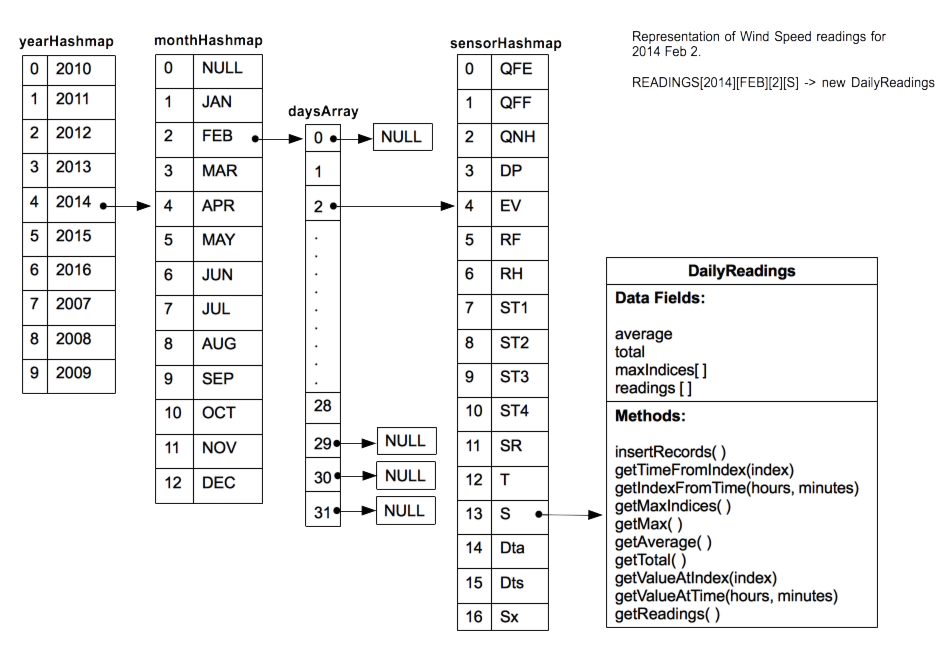 yearHashmap
0 2010
1 2011
2 2012
3 2013
4 2014
5 2015
6 2016
7 2007
8 2008
9 2009
monthHashmap
0 NULL
1 JAN
2 FEB
3 MAR
4 APR
5 MAY
6 JUN
7 JUL
8 AUG
9 SEP
10 OCT
11 NOV
12 DEC
daysArray
0 NULL
1
2
.
.
.
.
.
.
.
.
.
28
29 NULL
30 NULL
31 NULL
sensorHashmap
0 QFE
1 QFF
2 QNH
3 DP
4 EV
5 RF
6 RH
7 ST1
8 ST2
9 ST3
10 ST4
11 SR
12 T
13 S
14 Dta
15 Dts
16 Sx
Representation of Wind Speed readings for
2014 Feb 2.
READINGS[2014][FEB][2][S] -> new DailyReadings
DailyReadings
Data Fields:
average
total
maxIndices[ ]
readings [ ]
Methods:
insertRecords( )
getTimeFromIndex(index)
getIndexFromTime(hours, minutes)
getMaxIndices( )
getMax( )
getAverage( )
getTotal( )
getValueAtIndex(index)
getValueAtTime(hours, minutes)
getReadings( )